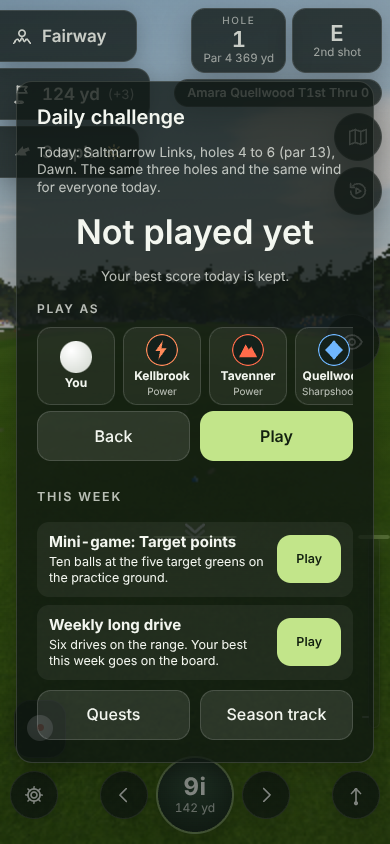 Fairway
HOLE
1
Par 4 369 yd
E
2nd shot
124 yd (+3)
Amara Quellwood T1st Thru 0
Daily challenge
Today: Saltmarrow Links, holes 4 to 6 (par 13),
Dawn. The same three holes and the same wind
for everyone today.
Not played yet
Your best score today is kept.
PLAY AS
You
Kellbrook
Power
Tavenner
Power
Quellwoo
Sharpshoo
Back
Play
THIS WEEK
Mini-game: Target points
Ten balls at the five target greens on
the practice ground.
Play
Weekly long drive
Six drives on the range. Your best
this week goes on the board.
Play
Quests
Season track
9i
142 yd